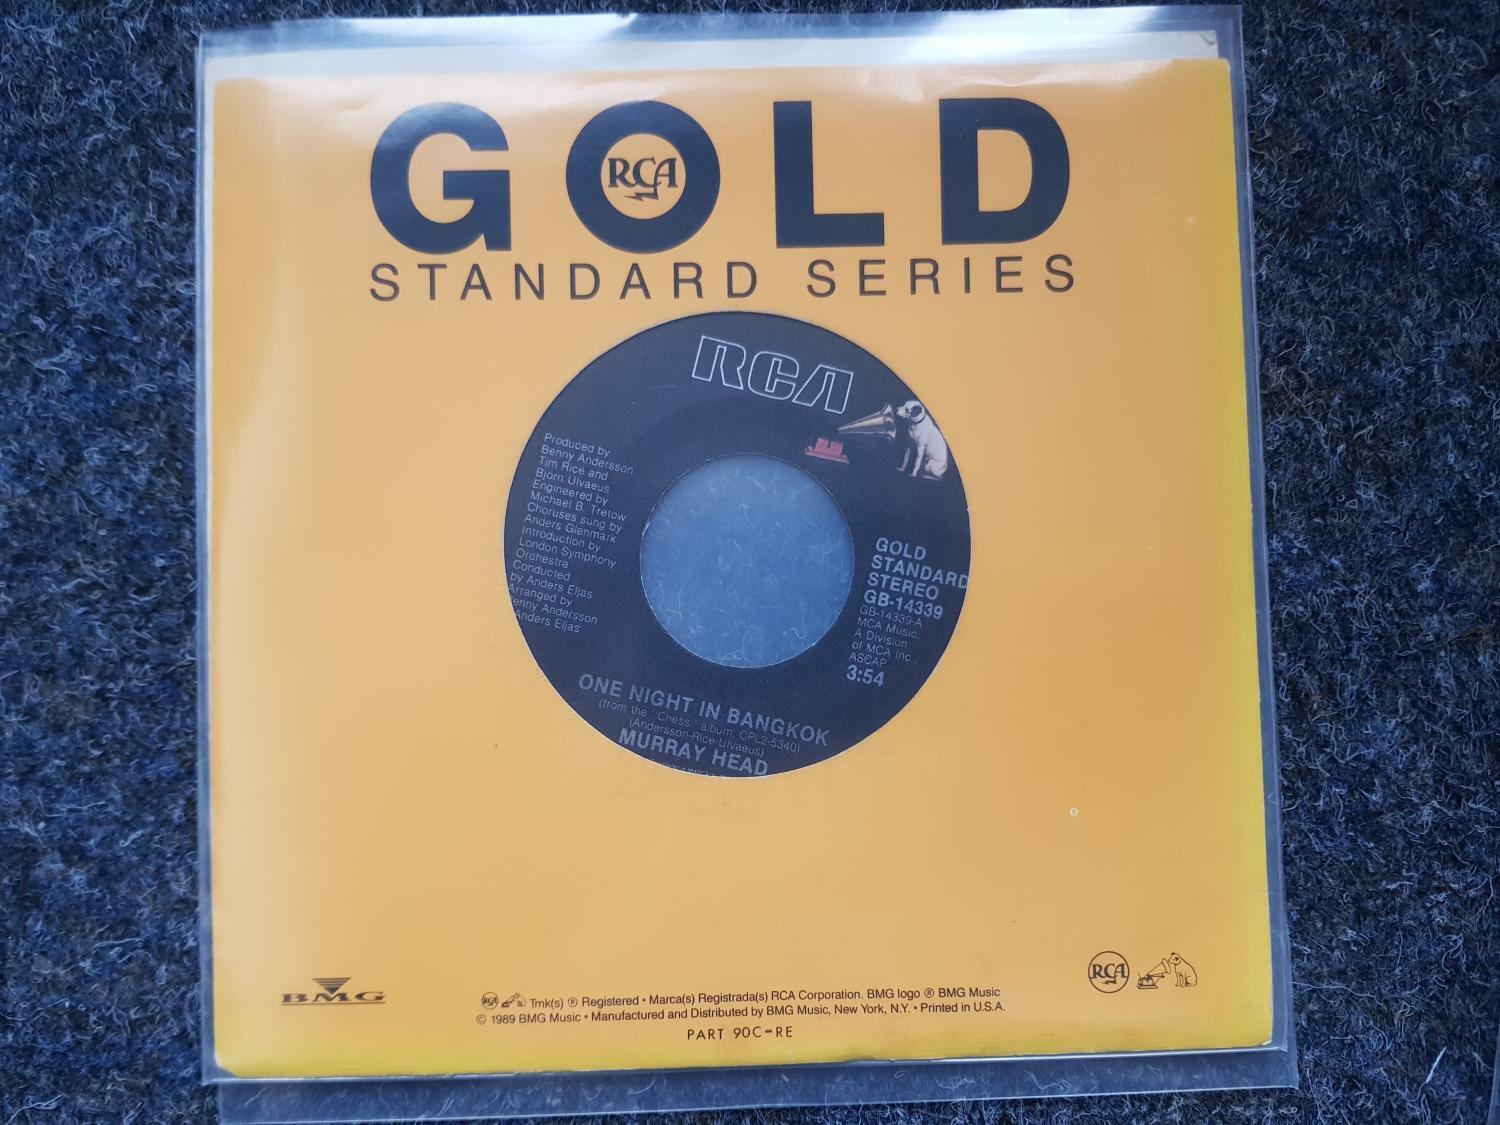 GOLD
RCA
STANDARD SERIES
RCA
Produced by
Benny Andersson,
Tim Rice and
Bjorn Ulvaeus
Engineered by
Michael B. Tretow
Choruses sung by
Anders Glenmark
Introduction by
London Symphony
Orchestra
Conducted
by Anders Eljas
Arranged by
enny Andersson
Anders Eljas
GOLD
STANDARD
STEREO
GB-14339
GB-14339-A
MCA Music,
A Division
of MCA Inc.,
ASCAP
3:54
ONE NIGHT IN BANGKOK
(from the "Chess" album, CPL2-5340)
(Andersson-Rice-Ulvaeus)
MURRAY HEAD
BMG
RCA
RCA Tmk(s) ® Registered • Marca(s) Registrada(s) RCA Corporation. BMG logo ® BMG Music
© 1989 BMG Music • Manufactured and Distributed by BMG Music, New York, N.Y. • Printed in U.S.A.
PART 90C-RE